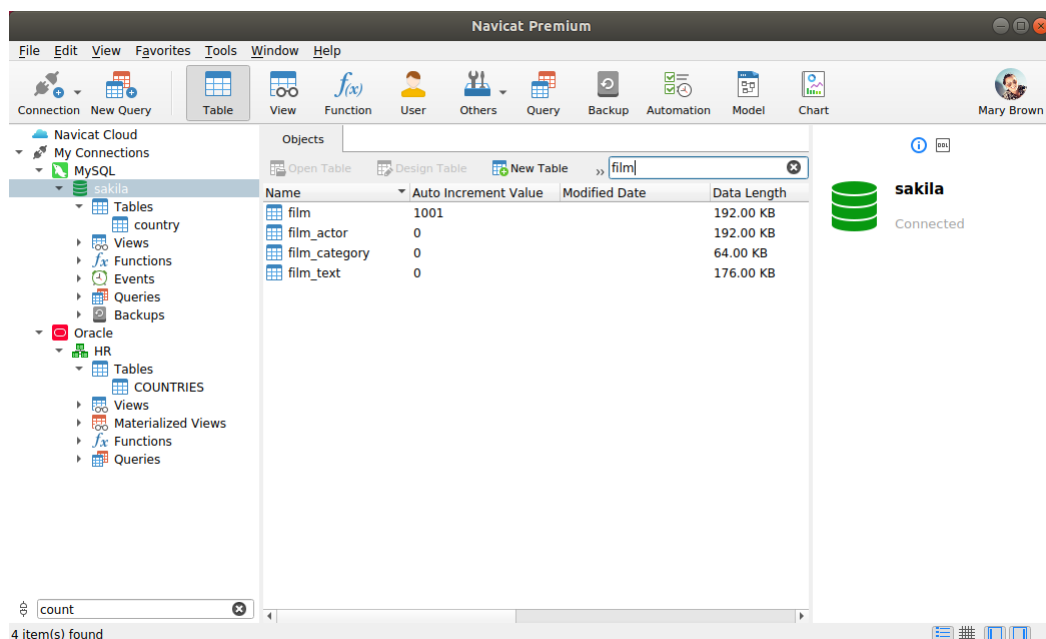 Navicat Premium
File Edit View Favorites Tools Window Help
Connection New Query Table View Function User Others Query Backup Automation Model Chart Mary Brown
Navicat Cloud
My Connections
MySQL
sakila
Tables
country
Views
Functions
Events
Queries
Backups
Oracle
HR
Tables
COUNTRIES
Views
Materialized Views
Functions
Queries
count
4 item(s) found
Objects
Open Table Design Table New Table » film
Name Auto Increment Value Modified Date Data Length
film 1001 192.00 KB
film_actor 0 192.00 KB
film_category 0 64.00 KB
film_text 0 176.00 KB
DDL
sakila
Connected